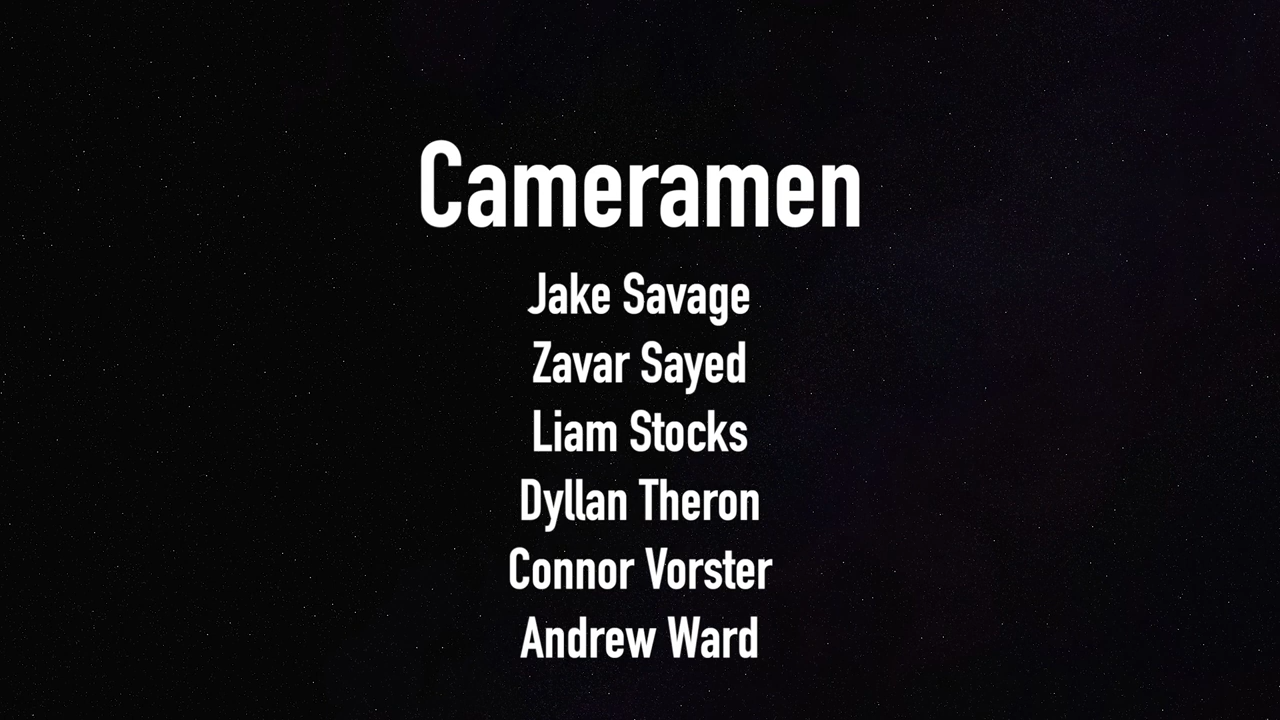 Cameramen
Jake Savage
Zavar Sayed
Liam Stocks
Dyllan Theron
Connor Vorster
Andrew Ward